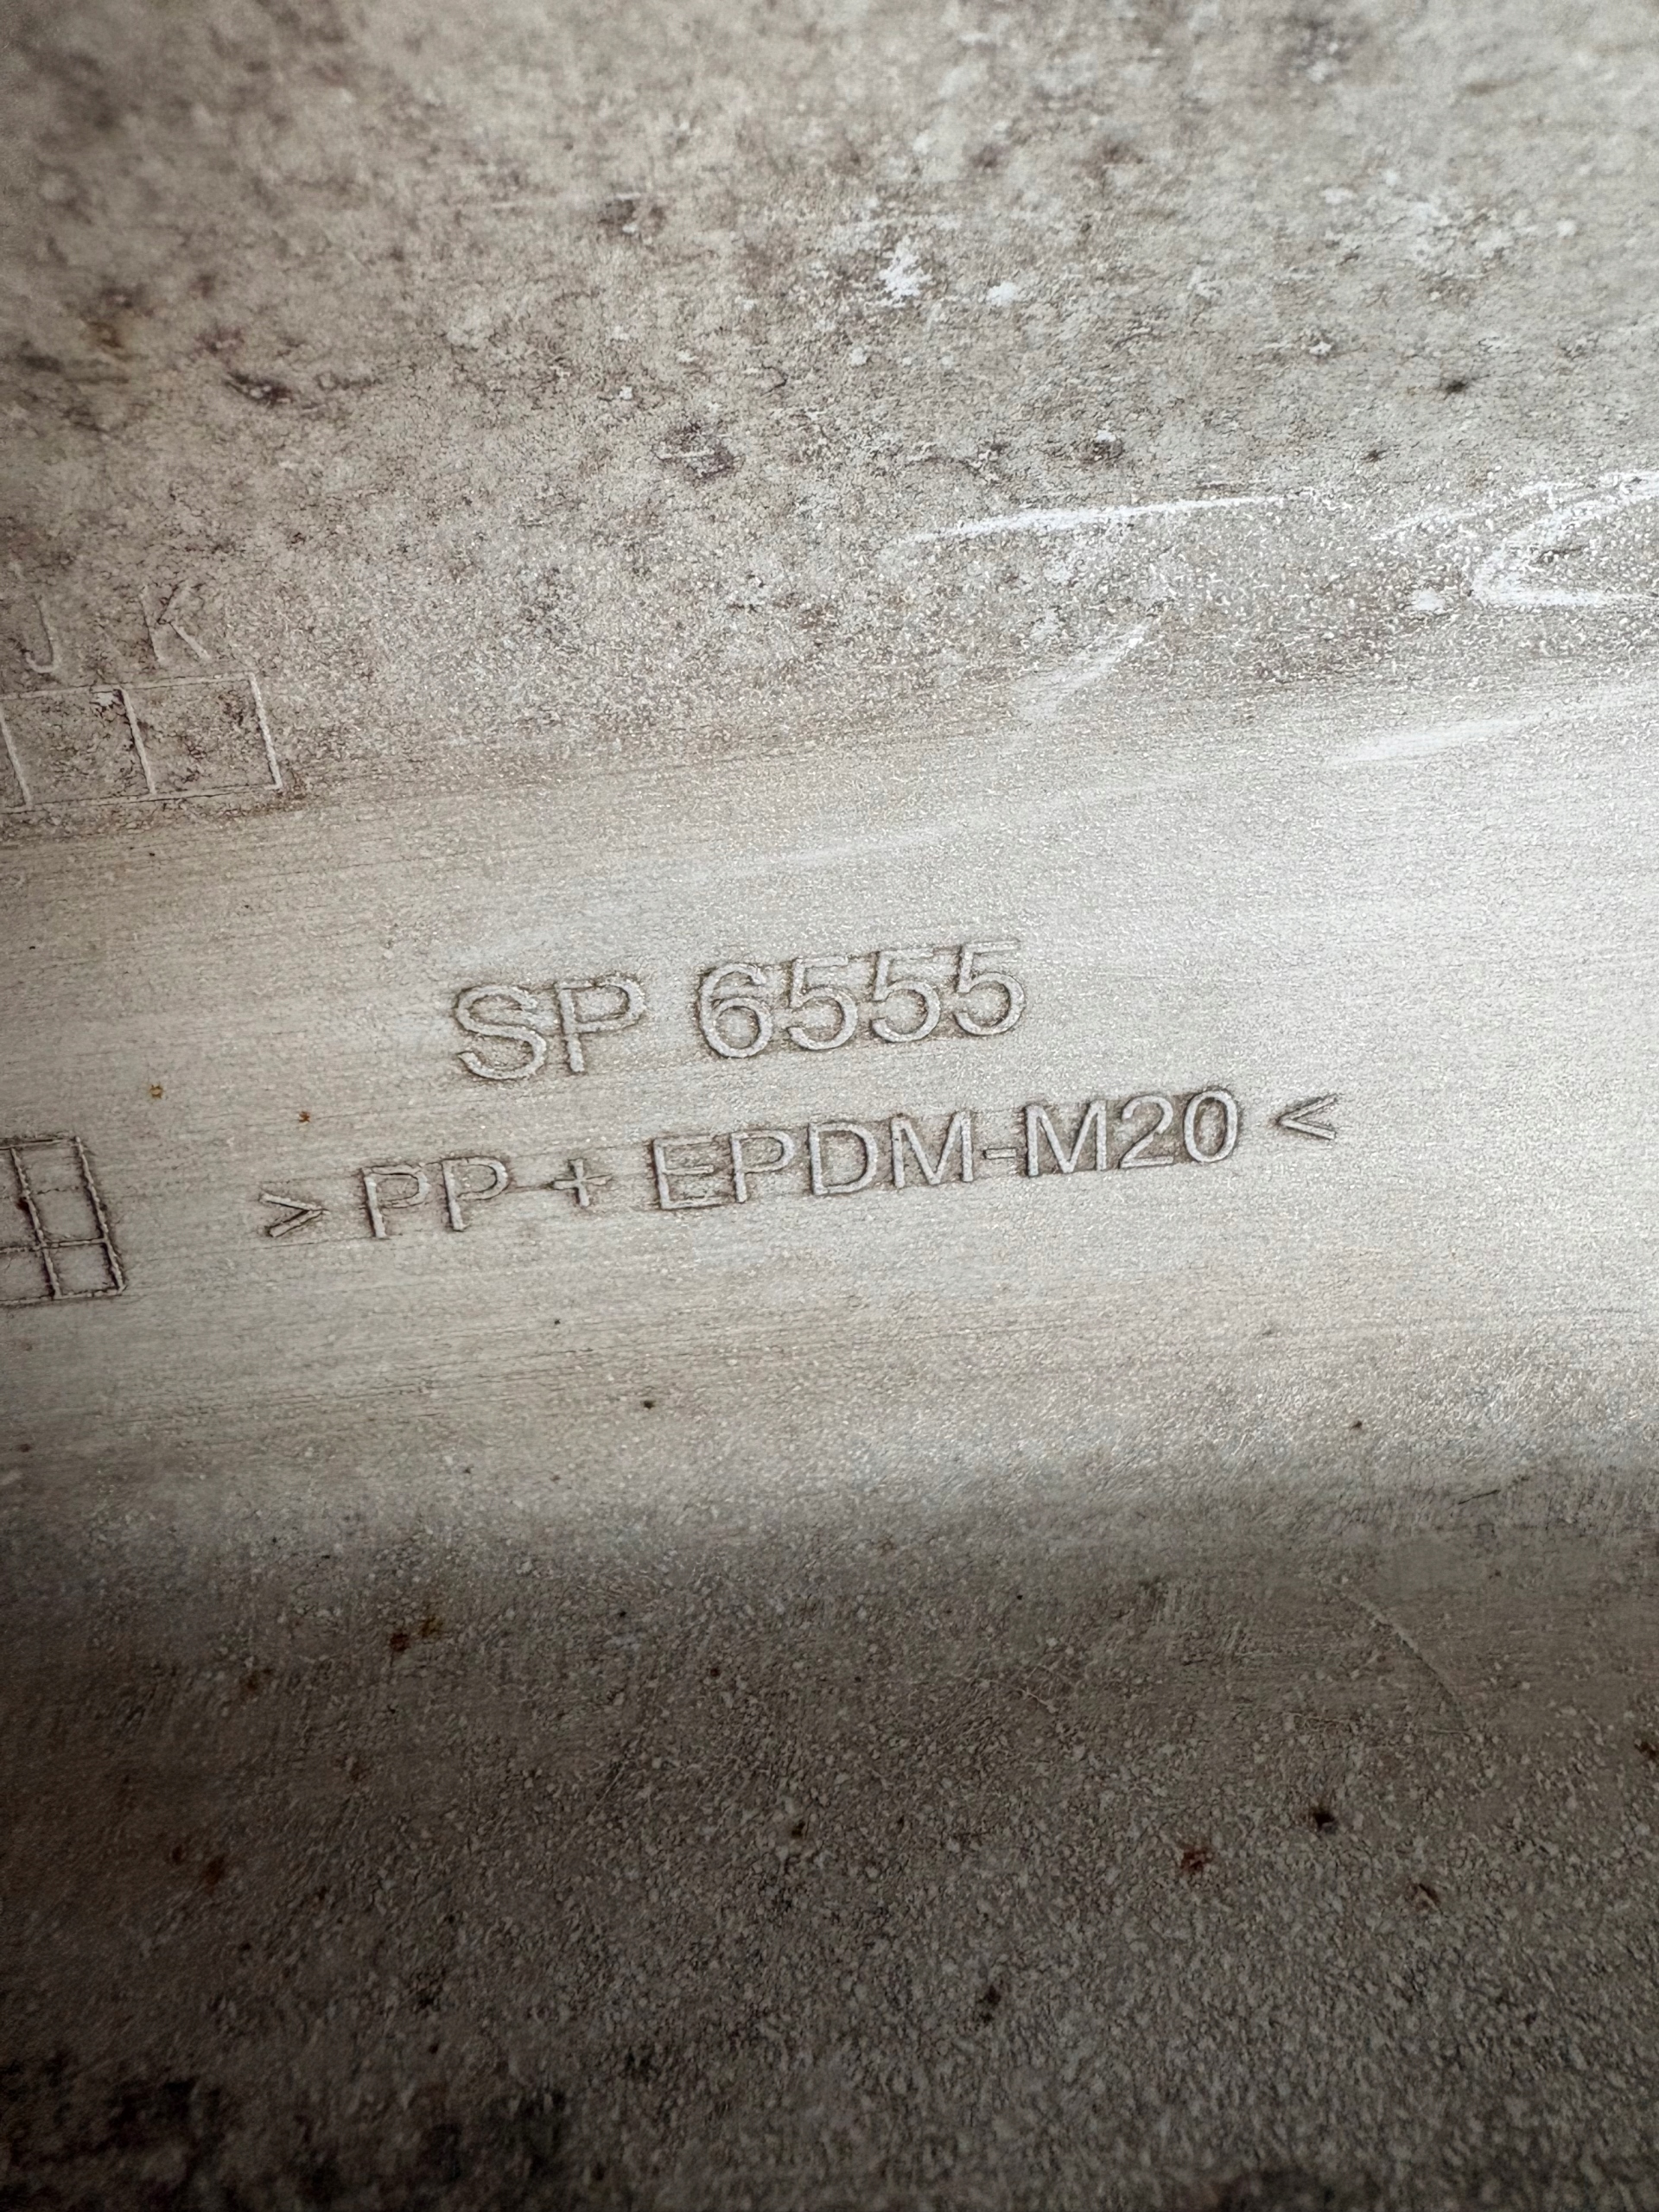 J K
SP 6555
> PP + EPDM-M20 <